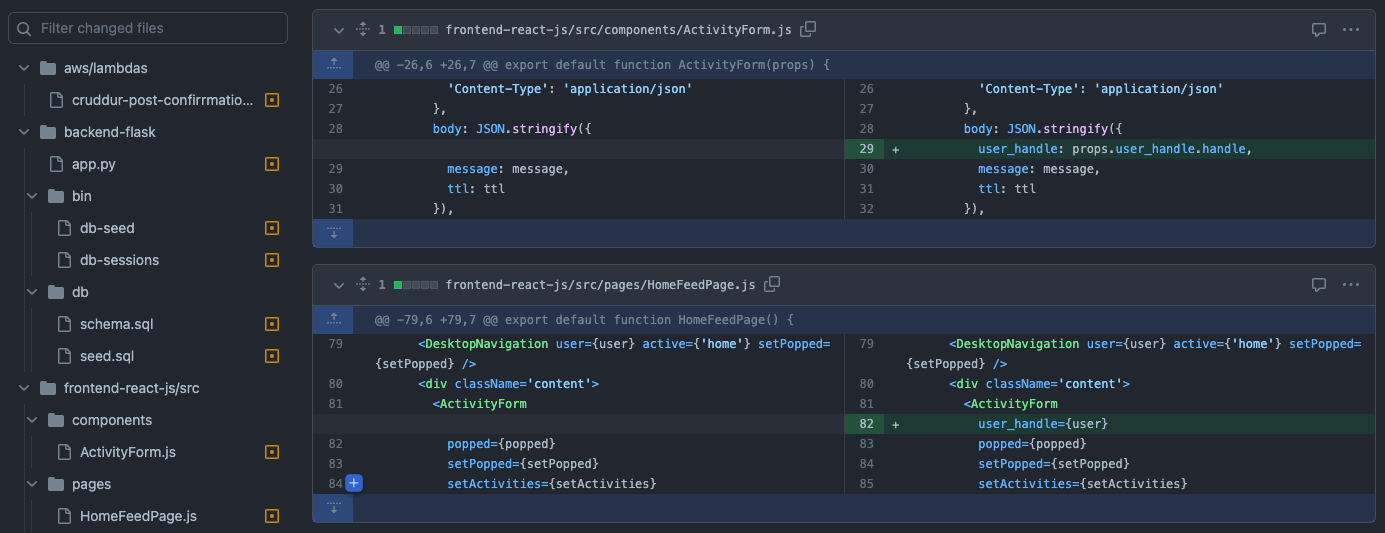 Filter changed files
aws/lambdas
cruddur-post-confirrmatio...
backend-flask
app.py
bin
db-seed
db-sessions
db
schema.sql
seed.sql
frontend-react-js/src
components
ActivityForm.js
pages
HomeFeedPage.js
1 frontend-react-js/src/components/ActivityForm.js
@@ -26,6 +26,7 @@ export default function ActivityForm(props) {
26 'Content-Type': 'application/json'
27 },
28 body: JSON.stringify({
29 message: message,
30 ttl: ttl
31 }),
26 'Content-Type': 'application/json'
27 },
28 body: JSON.stringify({
29 + user_handle: props.user_handle.handle,
30 message: message,
31 ttl: ttl
32 }),
1 frontend-react-js/src/pages/HomeFeedPage.js
@@ -79,6 +79,7 @@ export default function HomeFeedPage() {
79 <DesktopNavigation user={user} active={'home'} setPopped=
{setPopped} />
80 <div className='content'>
81 <ActivityForm
82 popped={popped}
83 setPopped={setPopped}
84 setActivities={setActivities}
79 <DesktopNavigation user={user} active={'home'} setPopped=
{setPopped} />
80 <div className='content'>
81 <ActivityForm
82 + user_handle={user}
83 popped={popped}
84 setPopped={setPopped}
85 setActivities={setActivities}